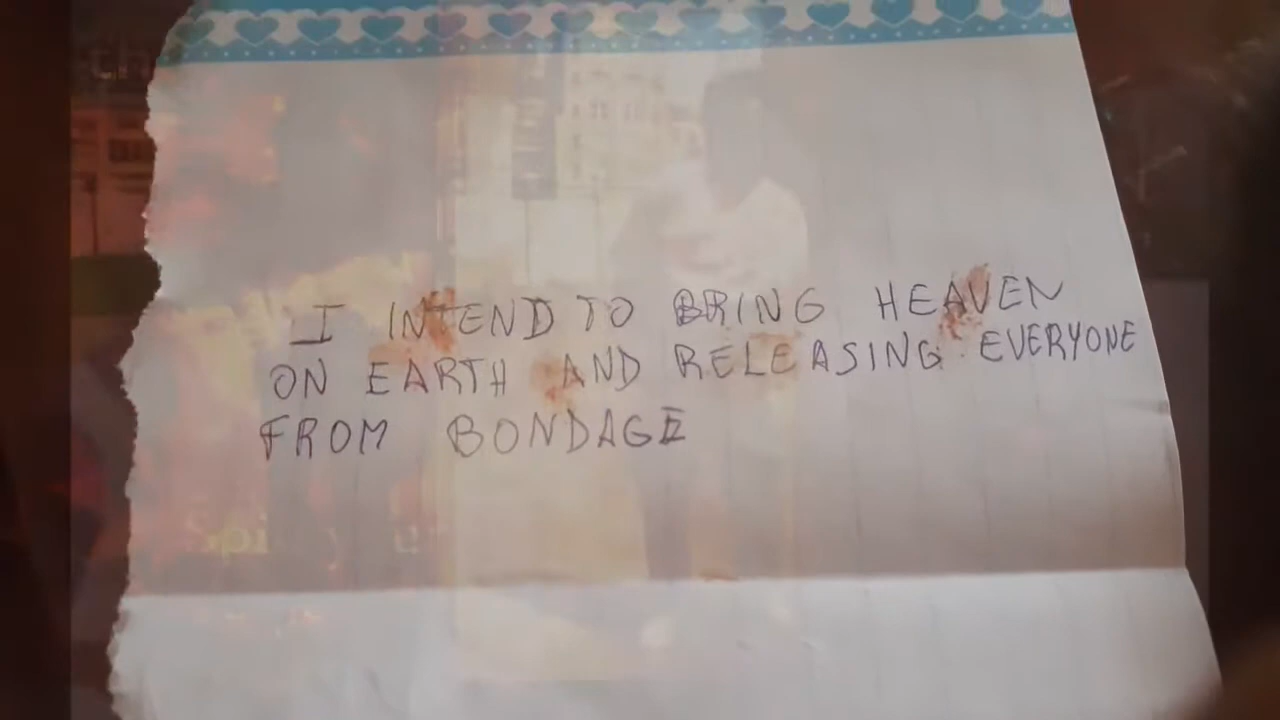 I INTEND TO BRING HEAVEN
ON EARTH AND RELEASING EVERYONE
FROM BONDAGE